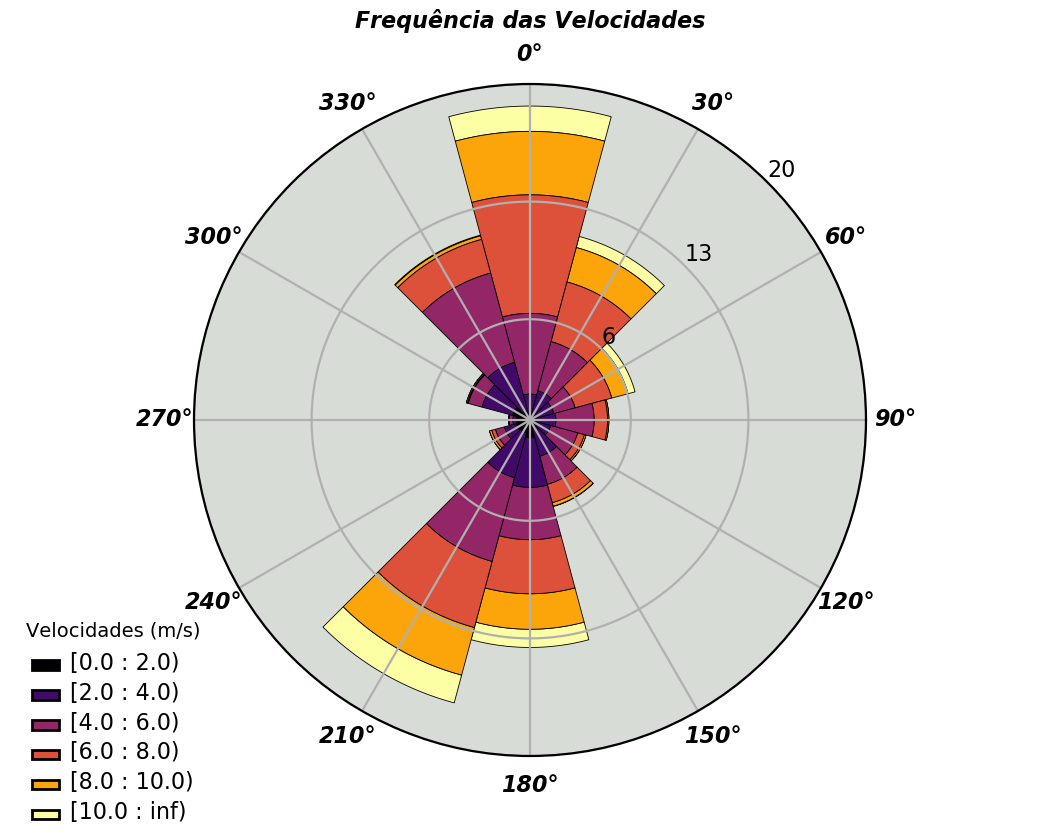 Frequência das Velocidades
0°
330°
30°
20
300°
60°
13
6
270°
90°
240°
120°
210°
150°
180°
Velocidades (m/s)
[0.0 : 2.0)
[2.0 : 4.0)
[4.0 : 6.0)
[6.0 : 8.0)
[8.0 : 10.0)
[10.0 : inf)